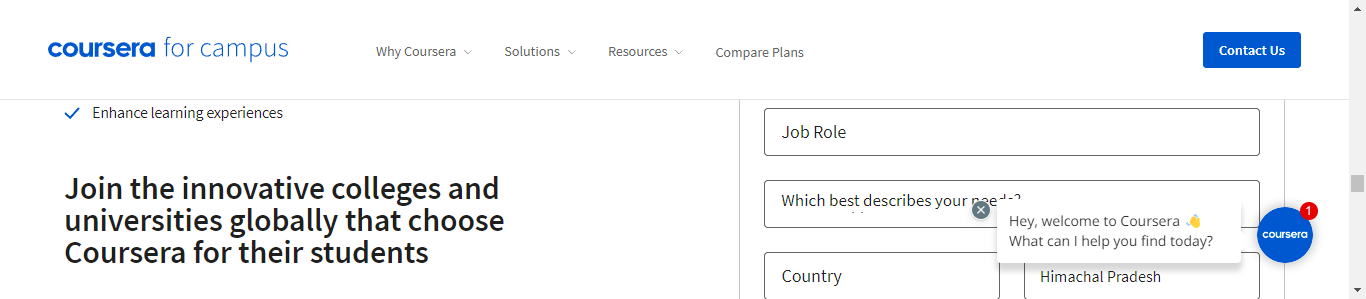 coursera for campus
Why Coursera
Solutions
Resources
Compare Plans
Contact Us
Enhance learning experiences
Join the innovative colleges and
universities globally that choose
Coursera for their students
Job Role
Which best describes your needs?
Hey, welcome to Coursera 👋
What can I help you find today?
1
coursera
Country
Himachal Pradesh